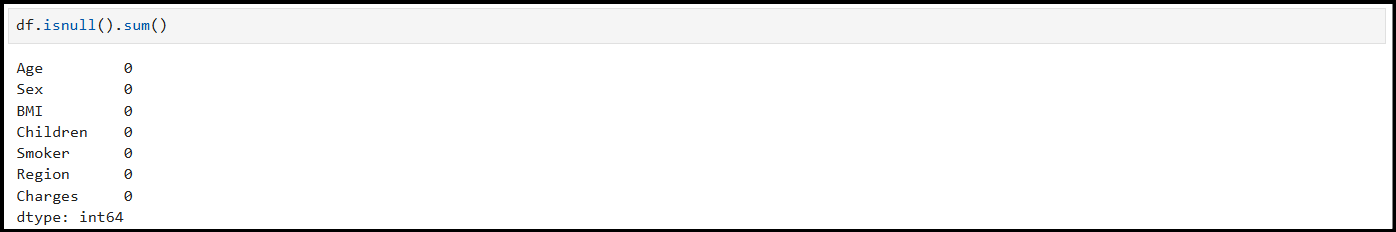 df.isnull().sum()
Age 0
Sex 0
BMI 0
Children 0
Smoker 0
Region 0
Charges 0
dtype: int64